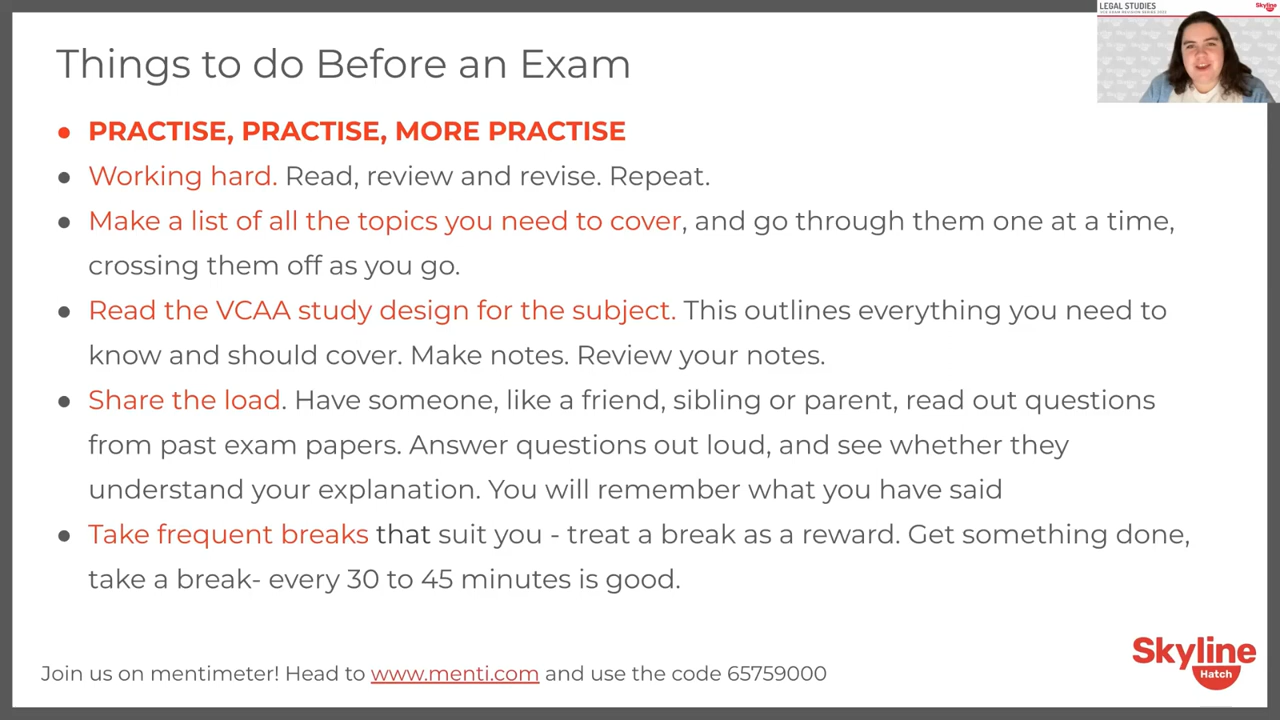 Things to do Before an Exam
LEGAL STUDIES
Skyline
PRACTISE, PRACTISE, MORE PRACTISE
Working hard. Read, review and revise. Repeat.
Make a list of all the topics you need to cover, and go through them one at a time,
crossing them off as you go.
Read the VCAA study design for the subject. This outlines everything you need to
know and should cover. Make notes. Review your notes.
Share the load. Have someone, like a friend, sibling or parent, read out questions
from past exam papers. Answer questions out loud, and see whether they
understand your explanation. You will remember what you have said
Take frequent breaks that suit you - treat a break as a reward. Get something done,
take a break- every 30 to 45 minutes is good.
Join us on mentimeter! Head to www.menti.com and use the code 65759000
Skyline
Hatch